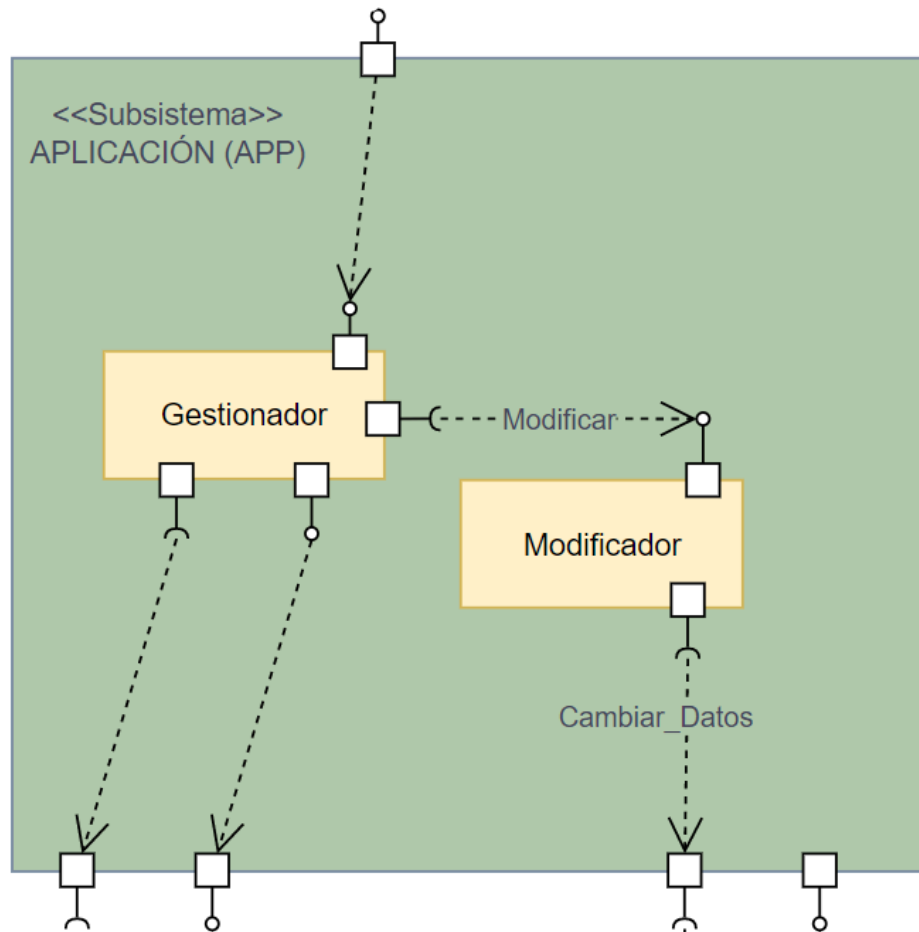 <<Subsistema>>
APLICACIÓN (APP)
Gestionador
Modificar
Modificador
Cambiar_Datos